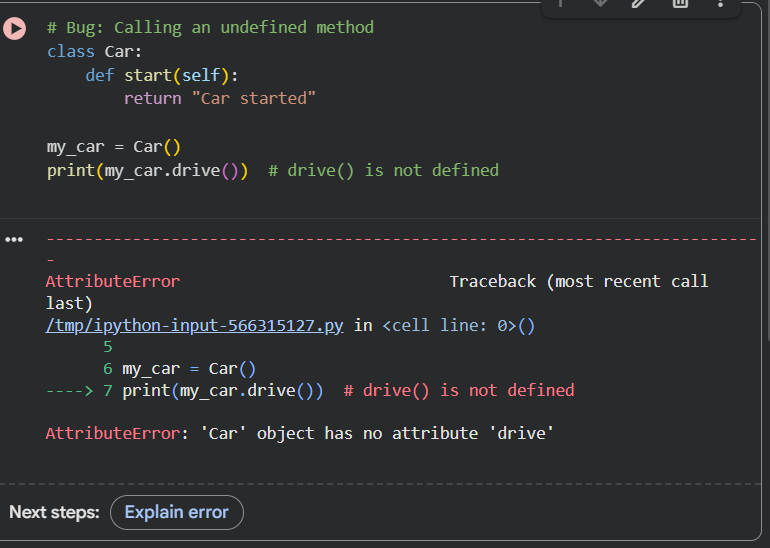 # Bug: Calling an undefined method
class Car:
    def start(self):
        return "Car started"
my_car = Car()
print(my_car.drive())  # drive() is not defined
---------------------------------------------------------------------------
AttributeError                            Traceback (most recent call
last)
/tmp/ipython-input-566315127.py in <cell line: 0>()
      5
      6 my_car = Car()
----> 7 print(my_car.drive())  # drive() is not defined
AttributeError: 'Car' object has no attribute 'drive'
Next steps: Explain error